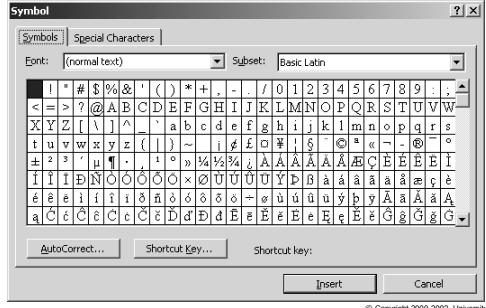 Symbol
Symbols Special Characters
Font: (normal text) Subset: Basic Latin
! " # $ % & ' ( ) * + , - . / 0 1 2 3 4 5 6 7 8 9 : ;
< = > ? @ A B C D E F G H I J K L M N O P Q R S T U V W
X Y Z [ \ ] ^ _ ` a b c d e f g h i j k l m n o p q r s
t u v w x y z { | } ~ ¡ ¢ £ ¤ ¥ ¦ § ¨ © ª « ¬ - ® ¯ °
± ² ³ ´ µ ¶ · ¸ ¹ º » ¼ ½ ¾ ¿ À Á Â Ã Ä Å Æ Ç È É Ê Ë Ì
Í Î Ï Ð Ñ Ò Ó Ô Õ Ö × Ø Ù Ú Û Ü Ý Þ ß à á â ã ä å æ ç è
é ê ë ì í î ï ð ñ ò ó ô õ ö ÷ ø ù ú û ü ý þ ÿ Ā ā Ă ă Ą
ą Ć ć Ĉ ĉ Ċ ċ Č č Ď ď Đ đ Ē ē Ĕ ĕ Ė ė Ę ę Ě ě Ĝ ĝ Ğ ğ Ġ
AutoCorrect... Shortcut Key... Shortcut key:
Insert Cancel